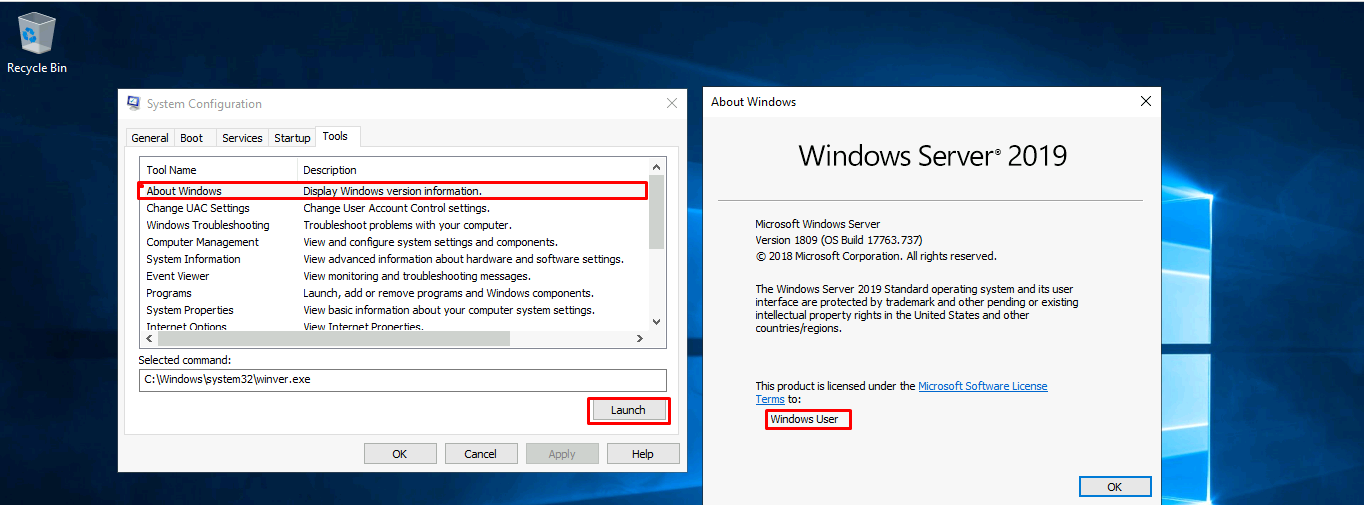 Recycle Bin
System Configuration
General Boot Services Startup Tools
Tool Name Description
About Windows Display Windows version information.
Change UAC Settings Change User Account Control settings.
Windows Troubleshooting Troubleshoot problems with your computer.
Computer Management View and configure system settings and components.
System Information View advanced information about hardware and software settings.
Event Viewer View monitoring and troubleshooting messages.
Programs Launch, add or remove programs and Windows components.
System Properties View basic information about your computer system settings.
Internet Options View Internet Properties.
Selected command:
C:\Windows\system32\winver.exe
Launch
OK Cancel Apply Help
About Windows
Windows Server® 2019
Microsoft Windows Server
Version 1809 (OS Build 17763.737)
© 2018 Microsoft Corporation. All rights reserved.
The Windows Server 2019 Standard operating system and its user
interface are protected by trademark and other pending or existing
intellectual property rights in the United States and other
countries/regions.
This product is licensed under the Microsoft Software License
Terms to:
Windows User
OK